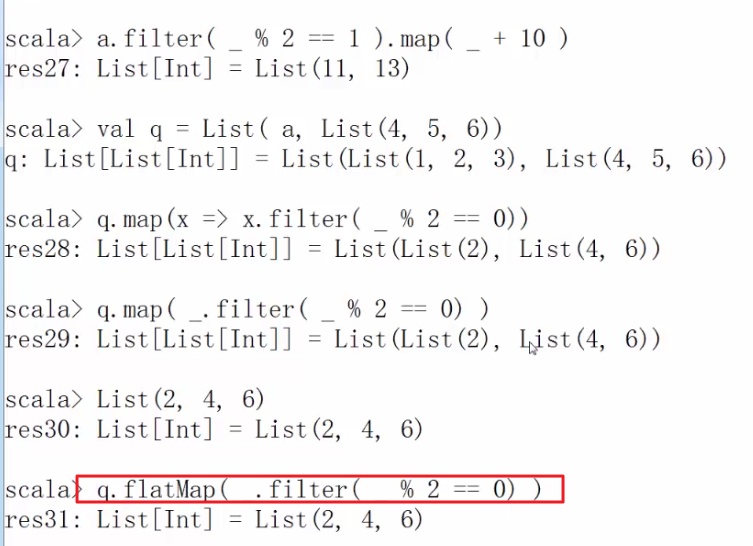 scala> a.filter( _ % 2 == 1 ).map( _ + 10 )
res27: List[Int] = List(11, 13)
scala> val q = List( a, List(4, 5, 6))
q: List[List[Int]] = List(List(1, 2, 3), List(4, 5, 6))
scala> q.map(x => x.filter( _ % 2 == 0))
res28: List[List[Int]] = List(List(2), List(4, 6))
scala> q.map( _.filter( _ % 2 == 0) )
res29: List[List[Int]] = List(List(2), List(4, 6))
scala> List(2, 4, 6)
res30: List[Int] = List(2, 4, 6)
scala> q.flatMap( .filter( % 2 == 0) )
res31: List[Int] = List(2, 4, 6)